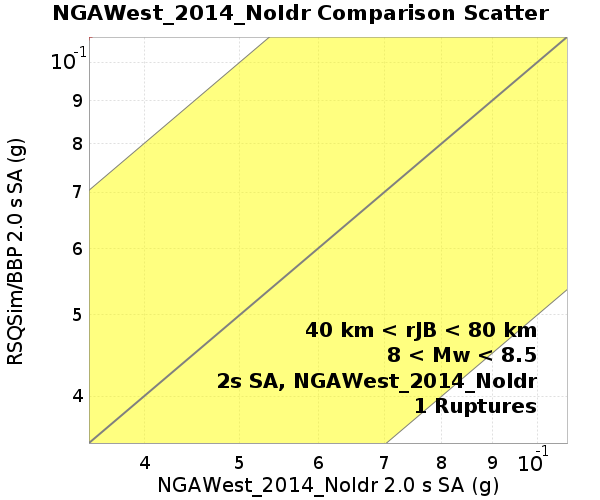 NGAWest_2014_NoIdr Comparison Scatter
RSQSim/BBP 2.0 s SA (g)
10-1
9
8
7
6
5
4
40 km < rJB < 80 km
8 < Mw < 8.5
2s SA, NGAWest_2014_NoIdr
1 Ruptures
4 5 6 7 8 9 10-1
NGAWest_2014_NoIdr 2.0 s SA (g)